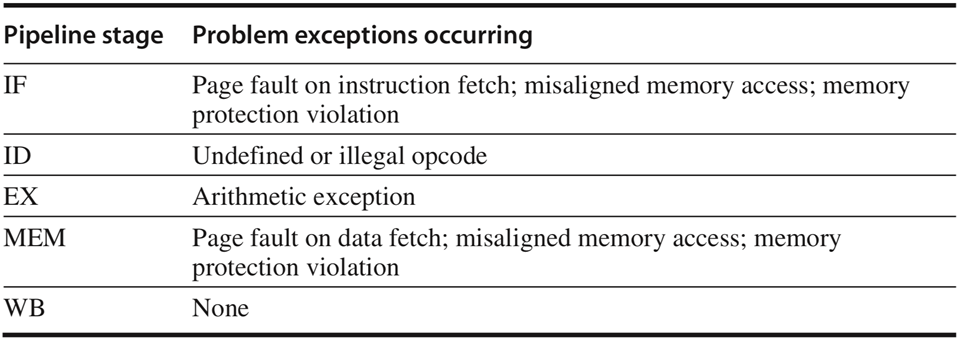 Pipeline stage Problem exceptions occurring
IF Page fault on instruction fetch; misaligned memory access; memory
protection violation
ID Undefined or illegal opcode
EX Arithmetic exception
MEM Page fault on data fetch; misaligned memory access; memory
protection violation
WB None